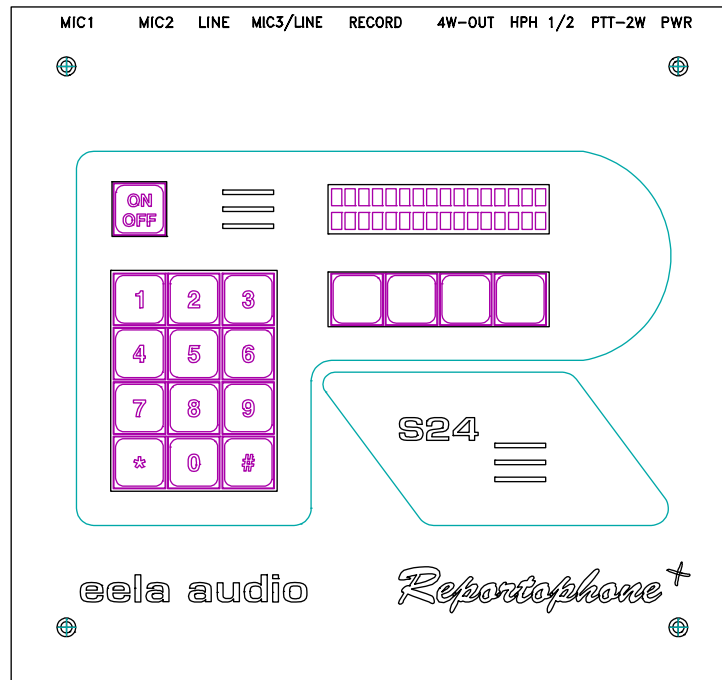 MIC1 MIC2 LINE MIC3/LINE RECORD 4W-OUT HPH 1/2 PTT-2W PWR
ON
OFF
1 2 3
4 5 6
7 8 9
* 0 #
S24
eela audio Reportophone+